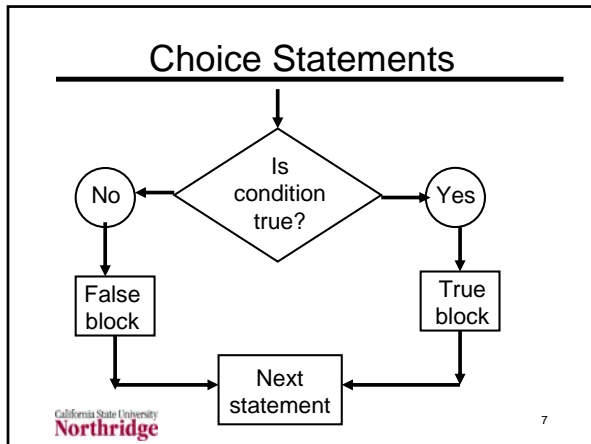 Choice Statements
Is
condition
true?
No
Yes
False
block
True
block
Next
statement
California State University
Northridge
7